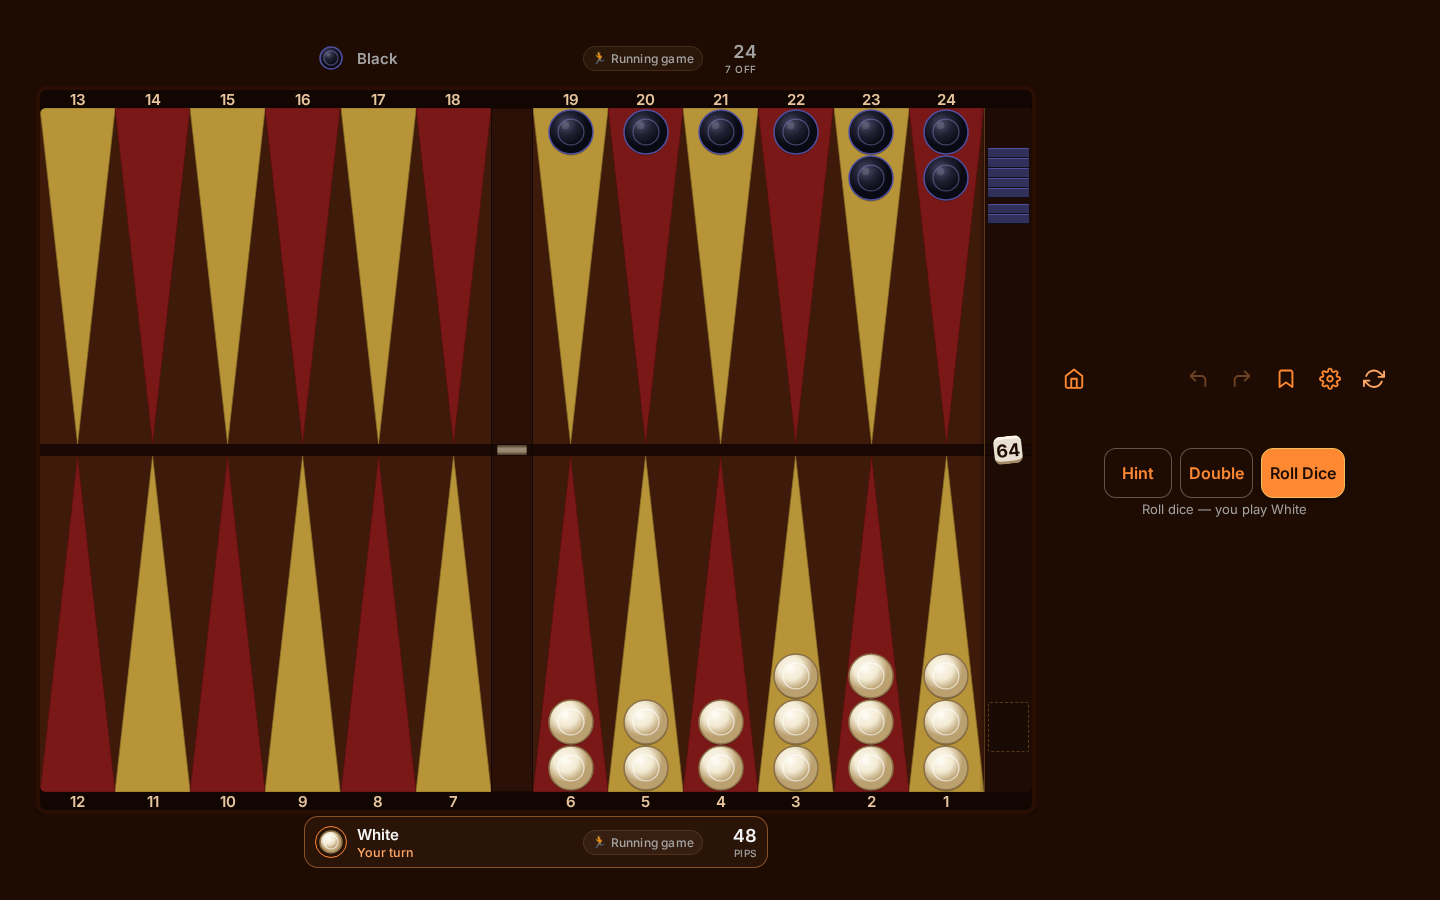 Black
Running game
24
7 OFF
13 14 15 16 17 18 19 20 21 22 23 24
64
Hint Double Roll Dice
Roll dice — you play White
12 11 10 9 8 7 6 5 4 3 2 1
White
Your turn
Running game
48
PIPS